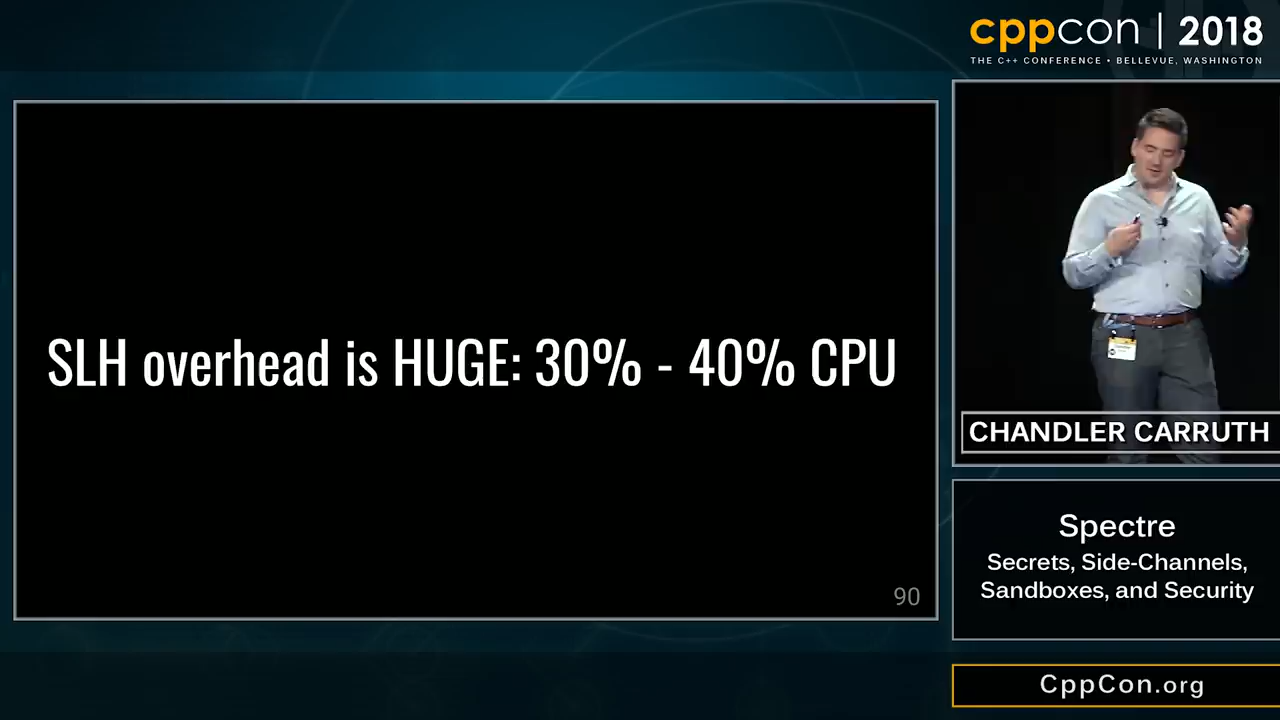 cppcon | 2018
THE C++ CONFERENCE • BELLEVUE, WASHINGTON
SLH overhead is HUGE: 30% - 40% CPU
90
CHANDLER CARRUTH
Spectre
Secrets, Side-Channels,
Sandboxes, and Security
CppCon.org